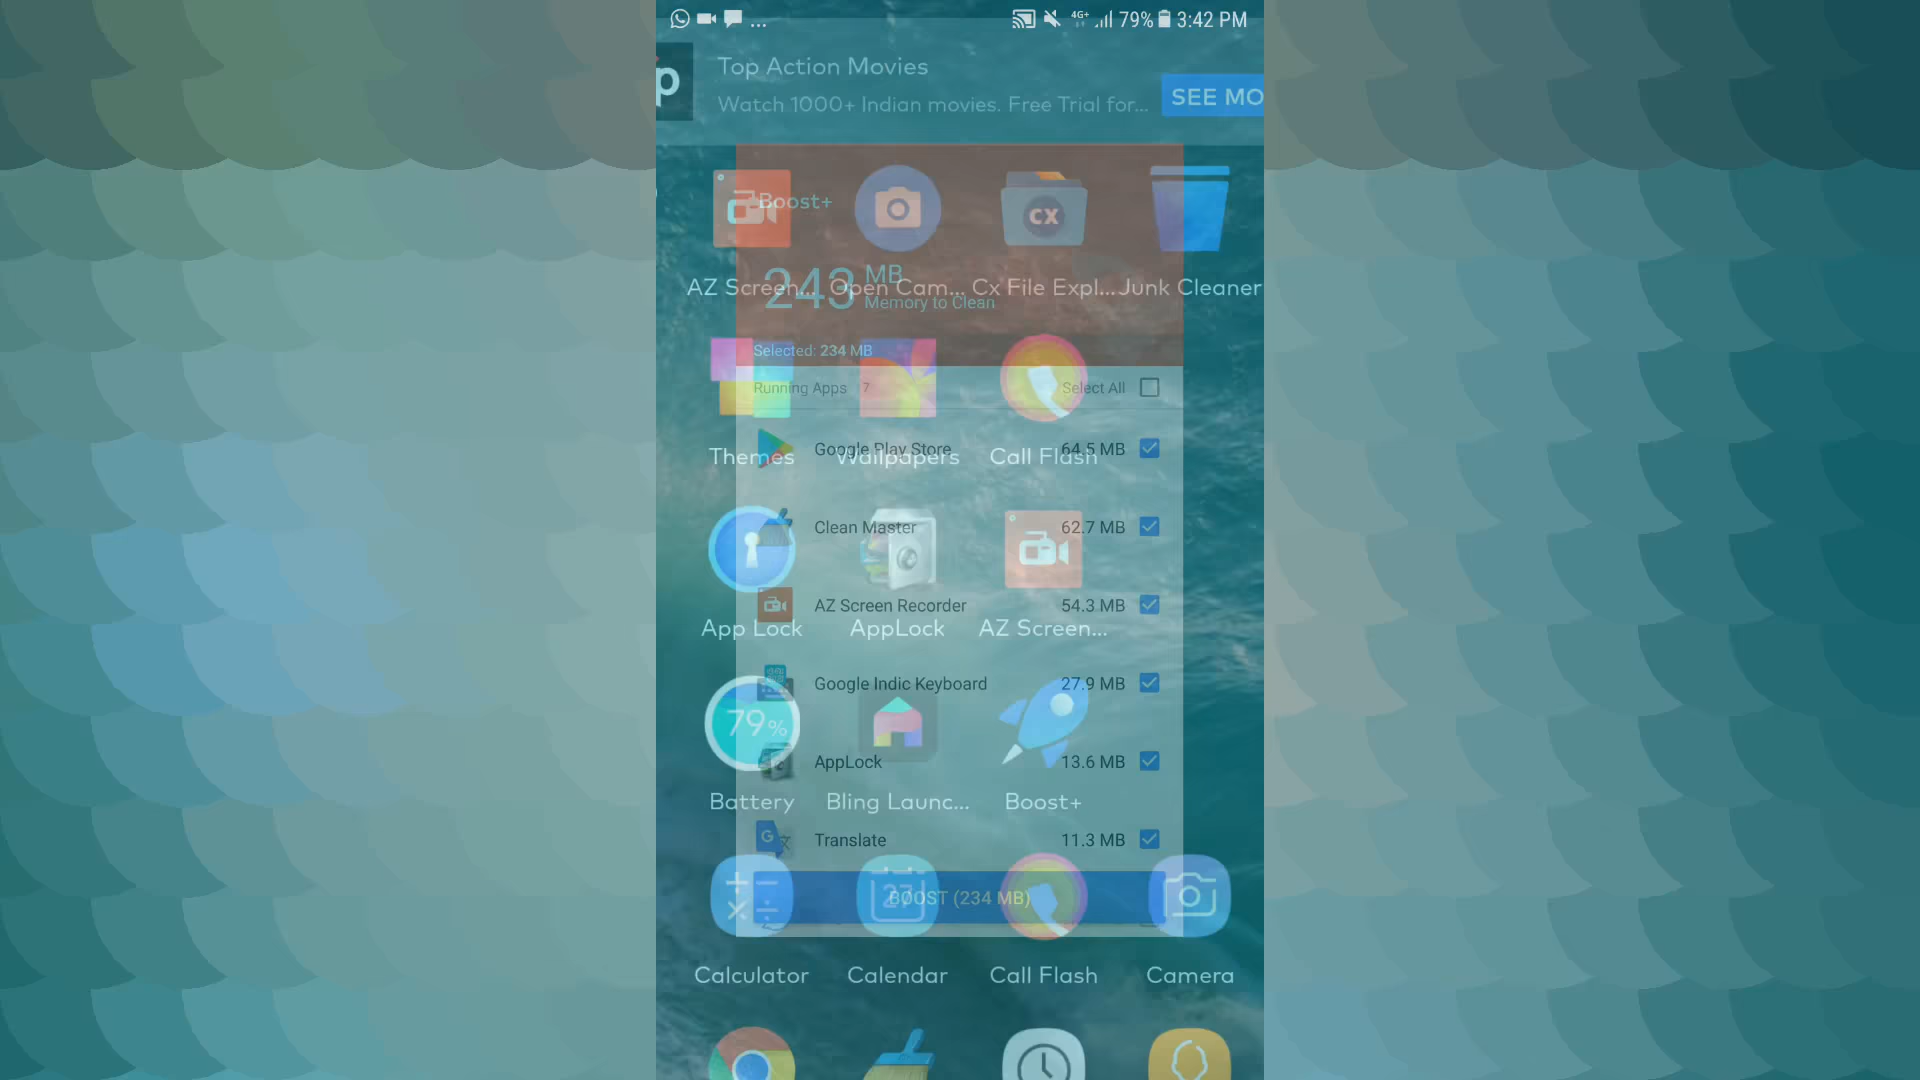 ... 4G+ 79% 3:42 PM
p
Top Action Movies
Watch 1000+ Indian movies. Free Trial for...
SEE MO
Boost+
CX
243 MB
Memory to Clean
AZ Screen... Open Cam... Cx File Expl... Junk Cleaner
Selected: 234 MB
Running Apps 7 Select All
Google Play Store 64.5 MB
Themes Wallpapers Call Flash
Clean Master 62.7 MB
AZ Screen Recorder 54.3 MB
App Lock AppLock AZ Screen...
Google Indic Keyboard 27.9 MB
79%
AppLock 13.6 MB
Battery Bling Launc... Boost+
Translate 11.3 MB
27
BOOST (234 MB)
Calculator Calendar Call Flash Camera